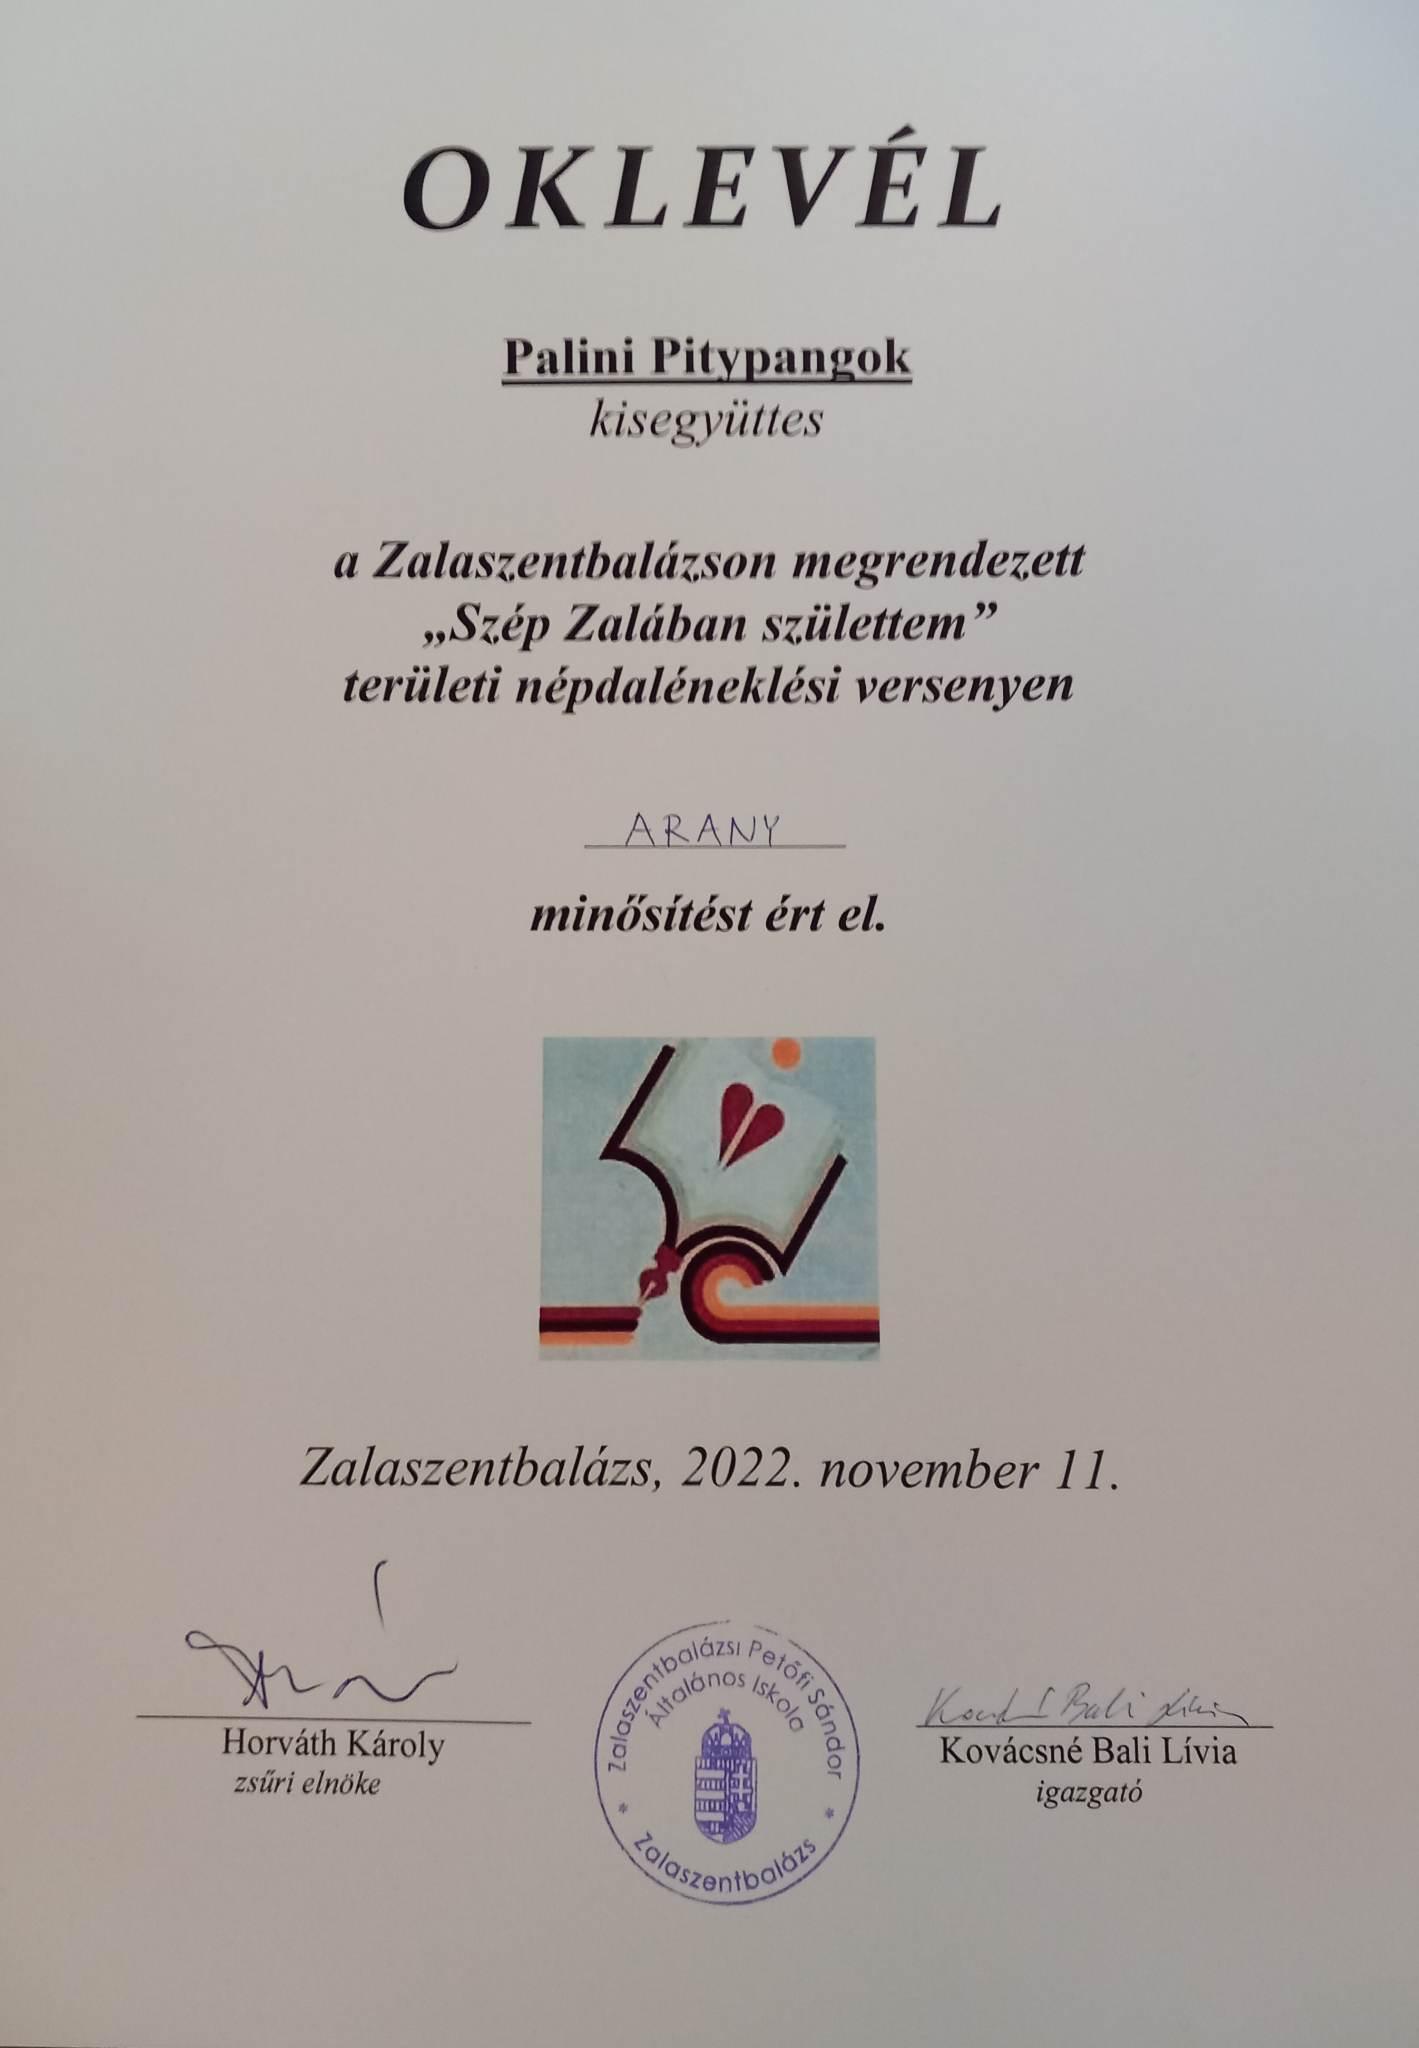 OKLEVÉL
Palini Pitypangok
kisegyüttes
a Zalaszentbalázson megrendezett
„Szép Zalában születtem”
területi népdaléneklési versenyen
ARANY
minősítést ért el.
Zalaszentbalázs, 2022. november 11.
Horváth Károly
zsűri elnöke
Zalaszentbalázsi Petőfi Sándor
Általános Iskola
* Zalaszentbalázs *
Kovácsné Bali Lívia
igazgató